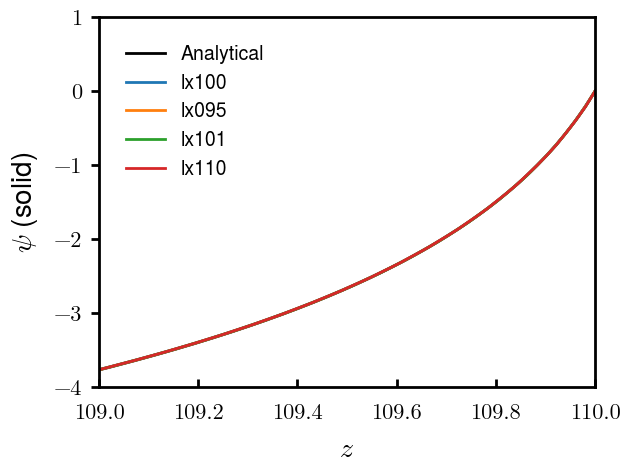 1
0
−1
−2
−3
−4
ψ (solid)
Analytical
lx100
lx095
lx101
lx110
109.0 109.2 109.4 109.6 109.8 110.0
z